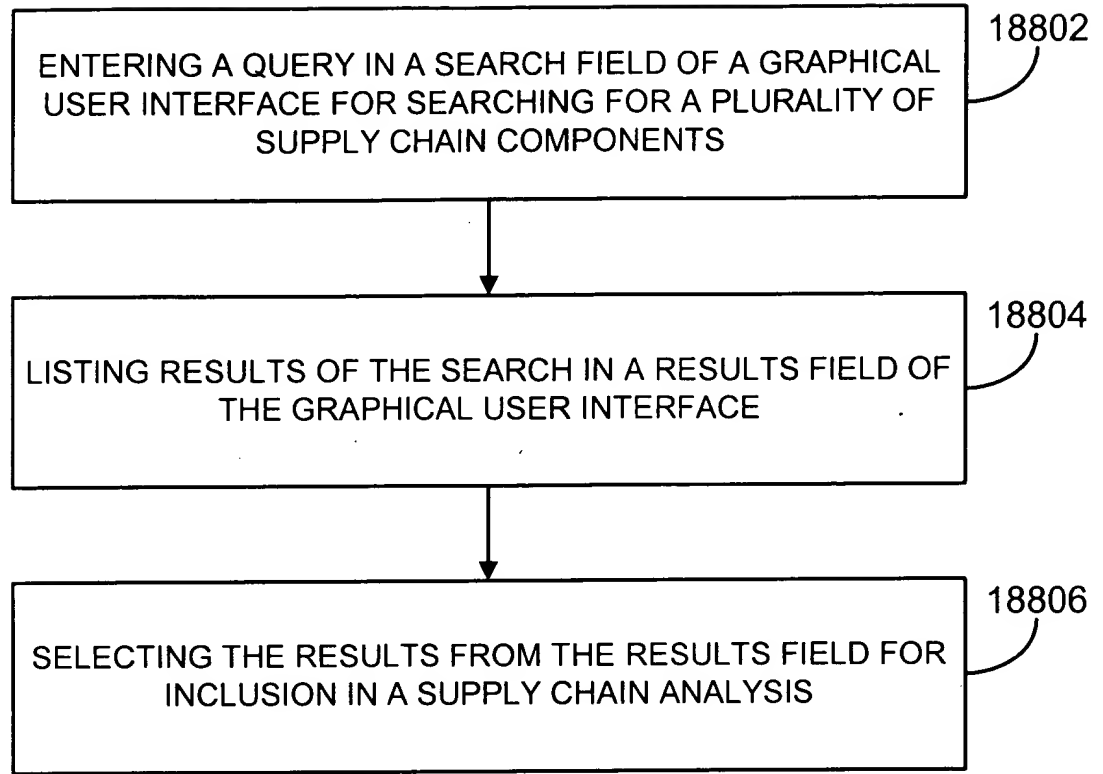 18802
ENTERING A QUERY IN A SEARCH FIELD OF A GRAPHICAL
USER INTERFACE FOR SEARCHING FOR A PLURALITY OF
SUPPLY CHAIN COMPONENTS
18804
LISTING RESULTS OF THE SEARCH IN A RESULTS FIELD OF
THE GRAPHICAL USER INTERFACE
18806
SELECTING THE RESULTS FROM THE RESULTS FIELD FOR
INCLUSION IN A SUPPLY CHAIN ANALYSIS